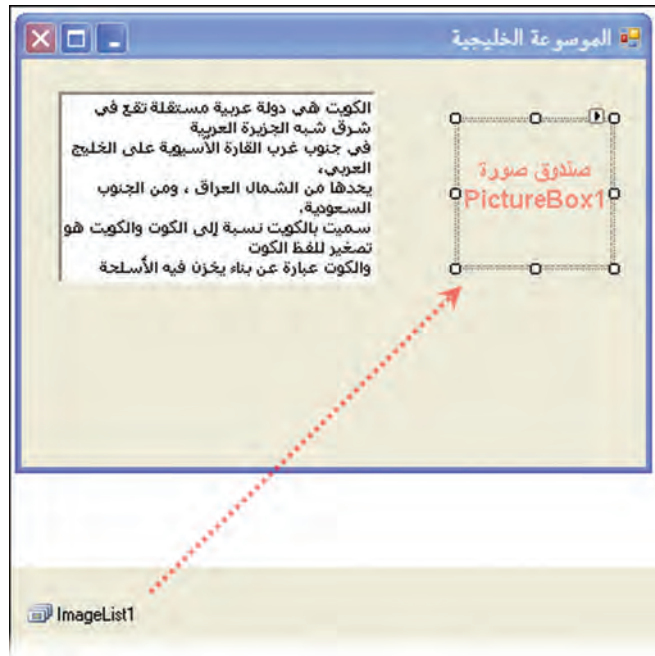 الموسوعة الخليجية
صندوق صورة
PictureBox1
الكويت هي دولة عربية مستقلة تقع في
شرق شبه الجزيرة العربية
في جنوب غرب القارة الأسيوية على الخليج
العربي،
يحدها من الشمال العراق ، ومن الجنوب
السعودية.
سميت بالكويت نسبة إلى الكوت والكويت هو
تصغير للفظ الكوت
والكوت عبارة عن بناء يخزن فيه الأسلحة
ImageList1